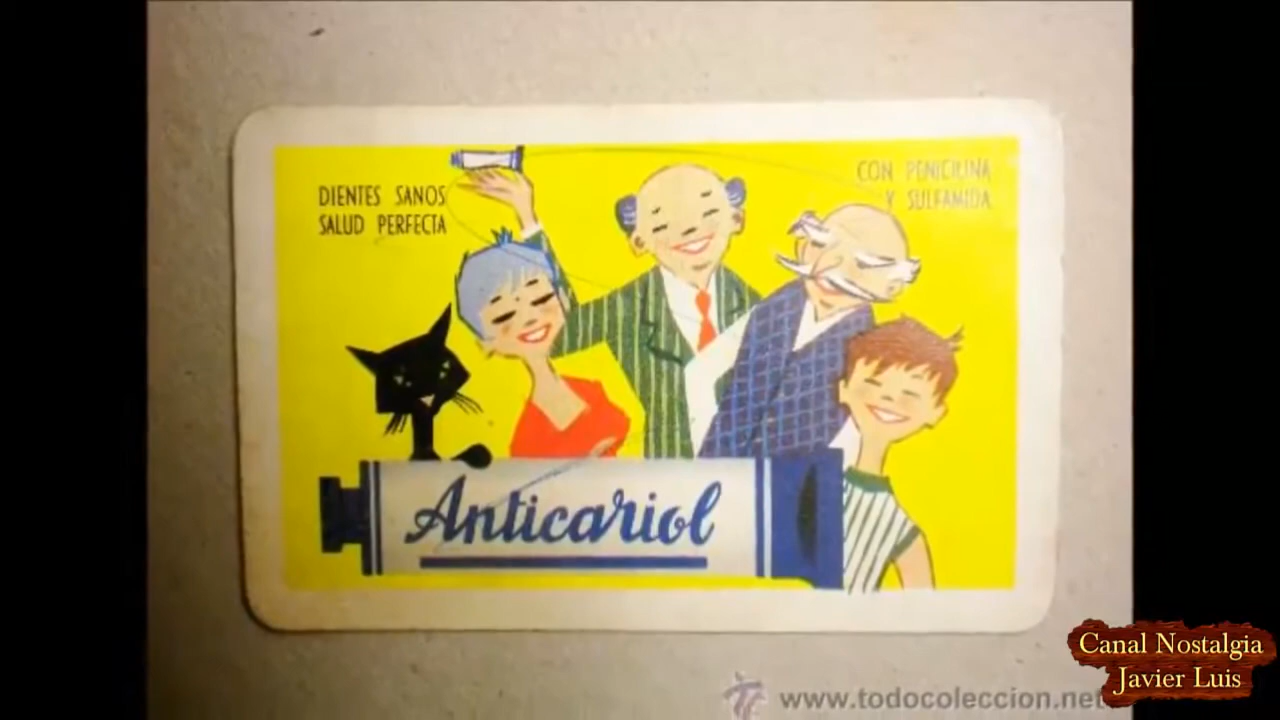 DIENTES SANOS
SALUD PERFECTA
CON PENICILINA
Y SULFAMIDA
Anticariol
Canal Nostalgia
Javier Luis
www.todocoleccion.net